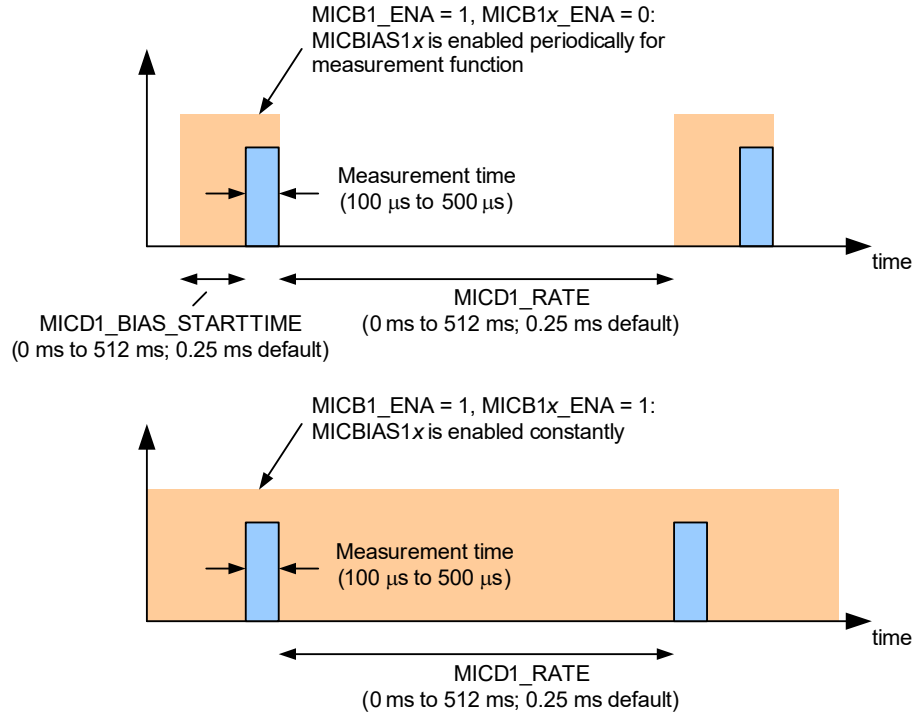 MICB1_ENA = 1, MICB1x_ENA = 0:
MICBIAS1x is enabled periodically for
measurement function
Measurement time
(100 μs to 500 μs)
time
MICD1_RATE
(0 ms to 512 ms; 0.25 ms default)
MICD1_BIAS_STARTTIME
(0 ms to 512 ms; 0.25 ms default)
MICB1_ENA = 1, MICB1x_ENA = 1:
MICBIAS1x is enabled constantly
Measurement time
(100 μs to 500 μs)
time
MICD1_RATE
(0 ms to 512 ms; 0.25 ms default)